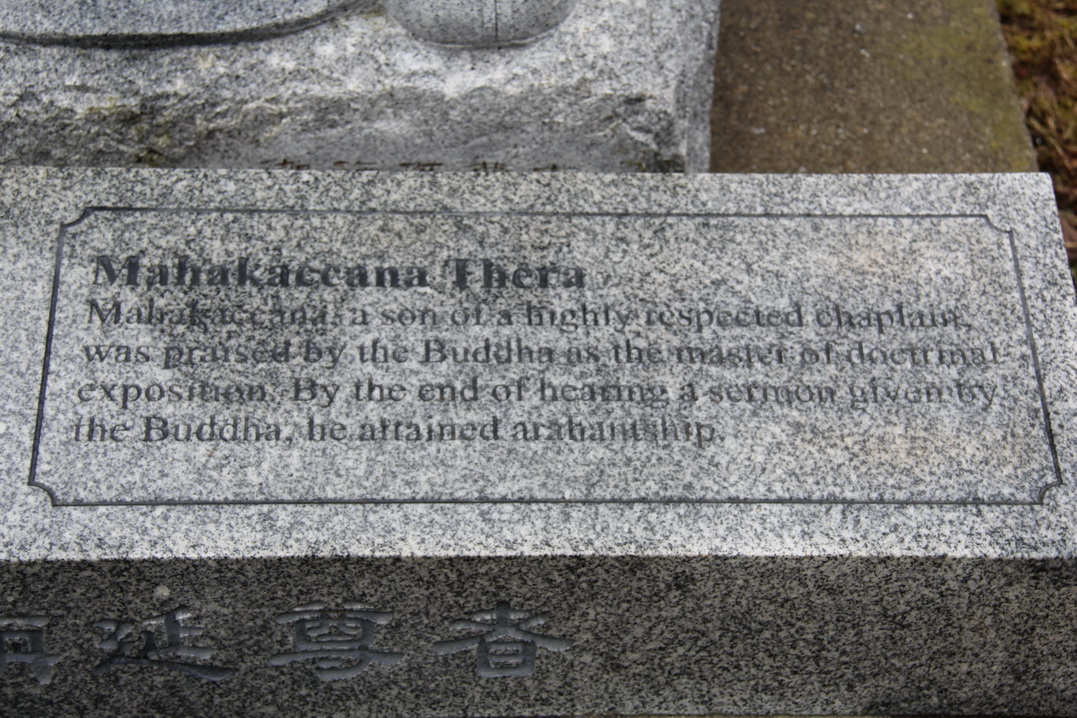 Mahakaccana Thera
Mahakaccana, a son of a highly respected chaplain,
was praised by the Buddha as the master of doctrinal
exposition. By the end of hearing a sermon given by
the Buddha, he attained arahantship.
延尊者